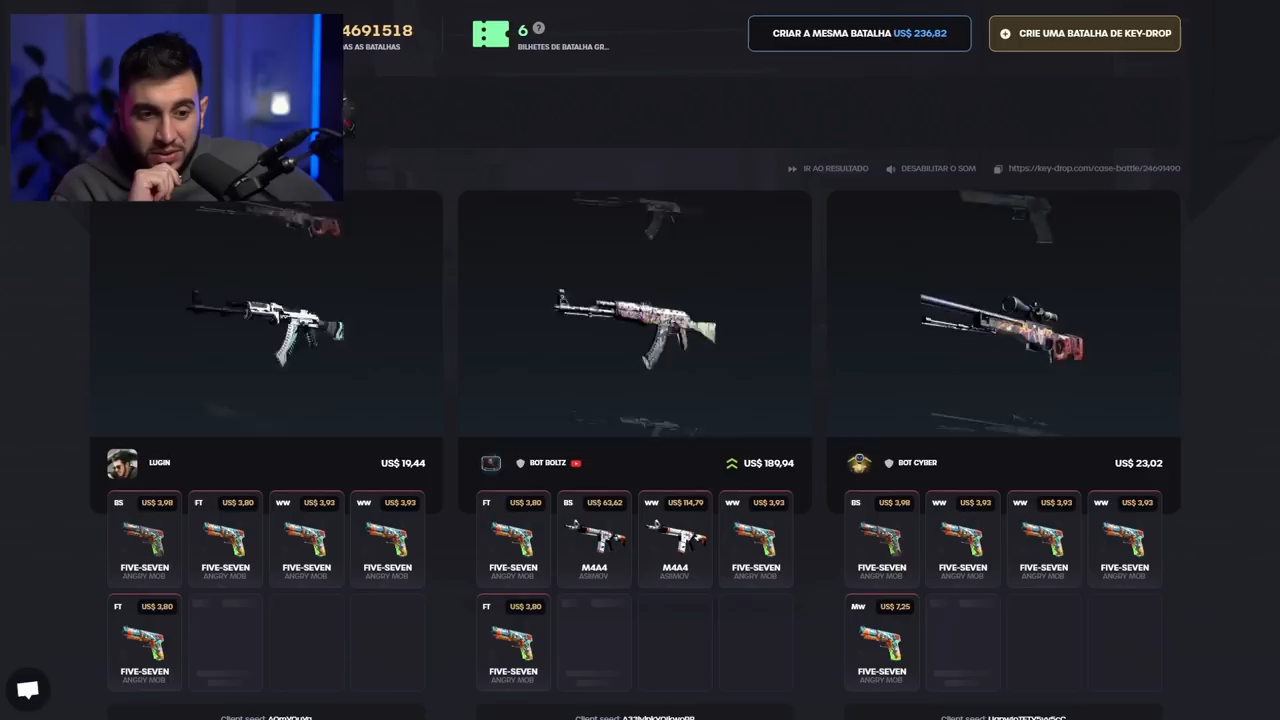 4691518
6 ?
DAS AS BATALHAS
BILHETES DE BATALHA GR...
CRIAR A MESMA BATALHA US$ 236,82
CRIE UMA BATALHA DE KEY-DROP
IR AO RESULTADO
DESABILITAR O SOM
https://key-drop.com/case-battle/24691490
LUGIN
US$ 19,44
BOT BOLTZ
US$ 189,94
BOT CYBER
US$ 23,02
BS US$ 3,98
FT US$ 3,80
WW US$ 3,93
WW US$ 3,93
FIVE-SEVEN
ANGRY MOB
FIVE-SEVEN
ANGRY MOB
FIVE-SEVEN
ANGRY MOB
FIVE-SEVEN
ANGRY MOB
FT US$ 3,80
FIVE-SEVEN
ANGRY MOB
FT US$ 3,80
BS US$ 63,62
WW US$ 114,79
WW US$ 3,93
FIVE-SEVEN
ANGRY MOB
M4A4
ASIIMOV
M4A4
ASIIMOV
FIVE-SEVEN
ANGRY MOB
FT US$ 3,80
FIVE-SEVEN
ANGRY MOB
BS US$ 3,98
WW US$ 3,93
WW US$ 3,93
WW US$ 3,93
FIVE-SEVEN
ANGRY MOB
FIVE-SEVEN
ANGRY MOB
FIVE-SEVEN
ANGRY MOB
FIVE-SEVEN
ANGRY MOB
MW US$ 7,25
FIVE-SEVEN
ANGRY MOB
Client seed:
Client seed:
Client seed: